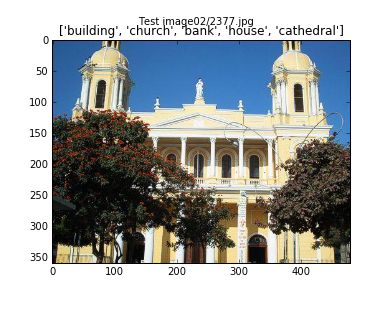 Test image02/2377.jpg
['building', 'church', 'bank', 'house', 'cathedral']
0
50
100
150
200
250
300
350
0 100 200 300 400